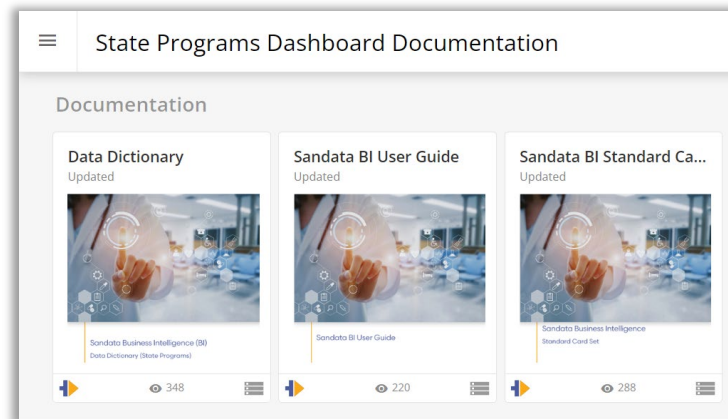 State Programs Dashboard Documentation
Documentation
Data Dictionary
Updated
Sandata Business Intelligence (BI)
Data Dictionary (State Programs)
348
Sandata BI User Guide
Updated
Sandata BI User Guide
220
Sandata BI Standard Ca...
Updated
Sandata Business Intelligence
Standard Card Set
288